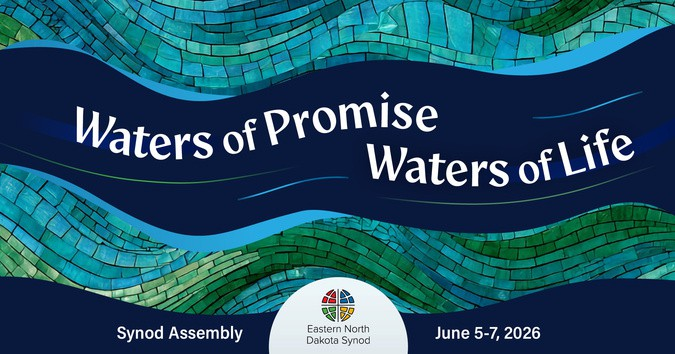 Waters of Promise
Waters of Life
Synod Assembly
Eastern North
Dakota Synod
June 5-7, 2026